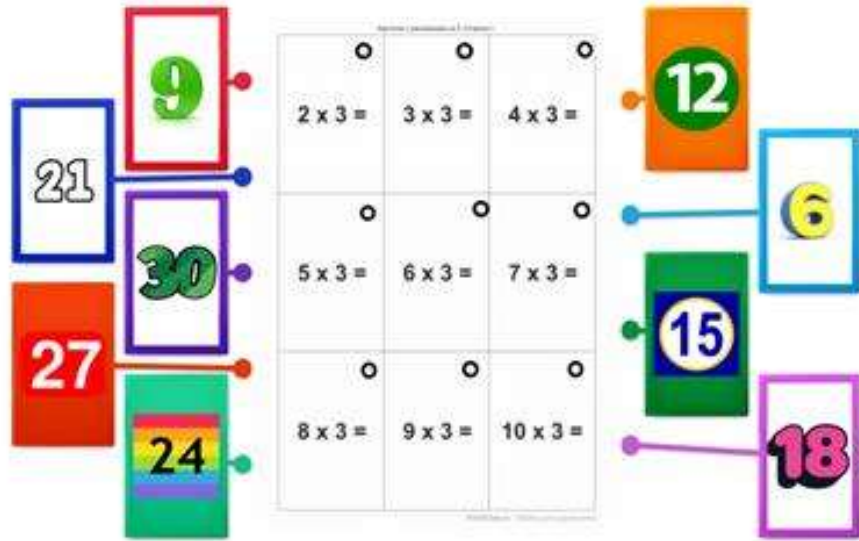 9
21
30
27
24
2 x 3 =
3 x 3 =
4 x 3 =
5 x 3 =
6 x 3 =
7 x 3 =
8 x 3 =
9 x 3 =
10 x 3 =
12
6
15
18